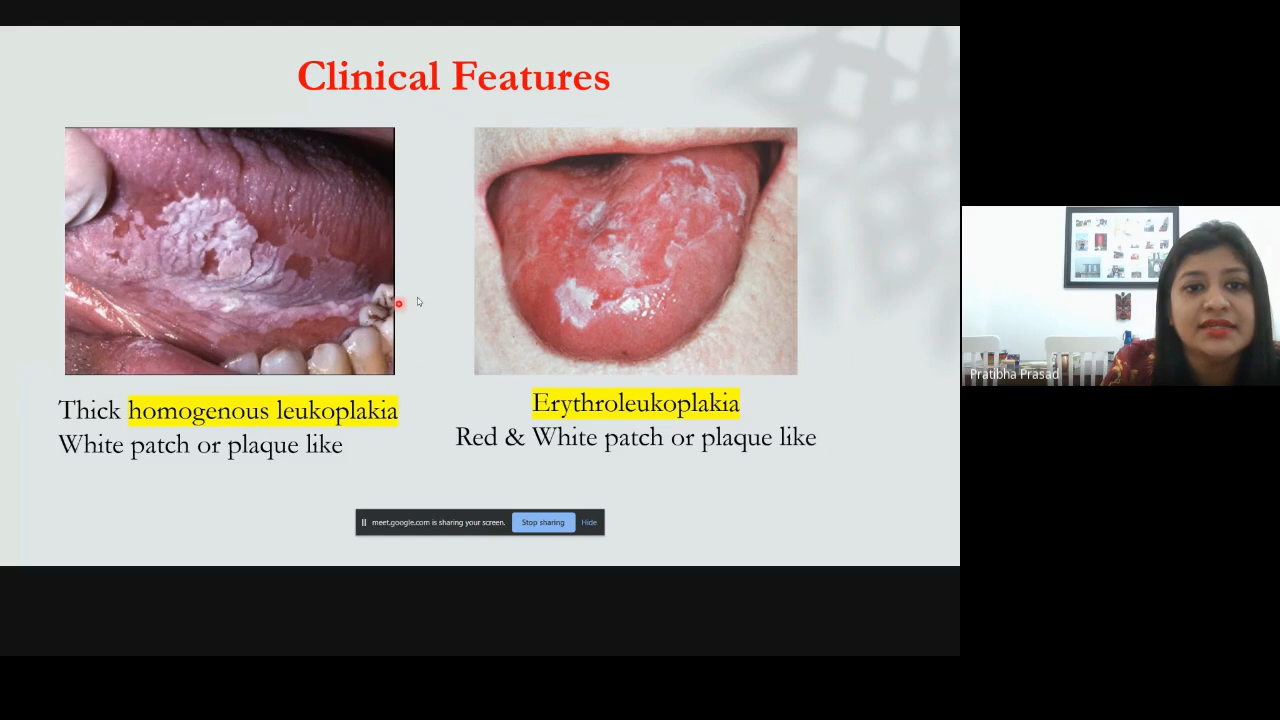 Clinical Features
Thick homogenous leukoplakia
White patch or plaque like
Erythroleukoplakia
Red & White patch or plaque like
meet.google.com is sharing your screen. Stop sharing Hide
Pratibha Prasad